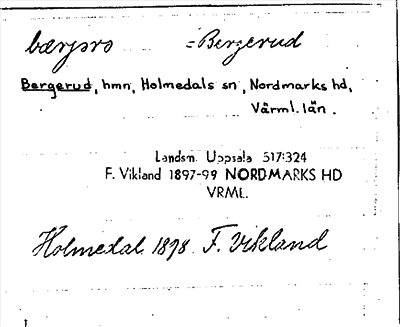 bærjərə = Bergerud
Bergerud, hmn, Holmedals sn, Nordmarks hd,
Värml. län.
Landsm. Uppsala 517:324
F. Vikland 1897-99 NORDMARKS HD
VRML.
Holmedal 1898 F. Vikland